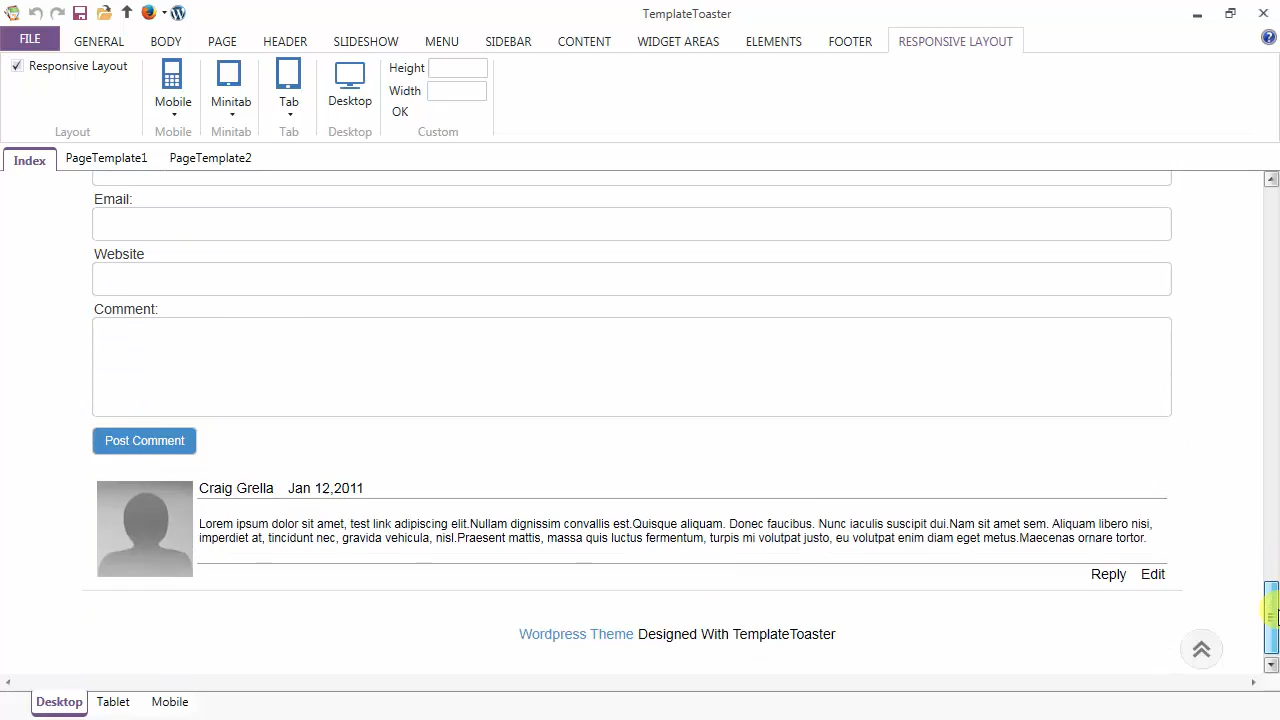 TemplateToaster
FILE GENERAL BODY PAGE HEADER SLIDESHOW MENU SIDEBAR CONTENT WIDGET AREAS ELEMENTS FOOTER RESPONSIVE LAYOUT
Responsive Layout
Mobile Minitab Tab Desktop
Height
Width
OK
Layout Mobile Minitab Tab Desktop Custom
Index PageTemplate1 PageTemplate2
Email:
Website
Comment:
Post Comment
Craig Grella Jan 12,2011
Lorem ipsum dolor sit amet, test link adipiscing elit.Nullam dignissim convallis est.Quisque aliquam. Donec faucibus. Nunc iaculis suscipit dui.Nam sit amet sem. Aliquam libero nisi,
imperdiet at, tincidunt nec, gravida vehicula, nisl.Praesent mattis, massa quis luctus fermentum, turpis mi volutpat justo, eu volutpat enim diam eget metus.Maecenas ornare tortor.
Reply Edit
Wordpress Theme Designed With TemplateToaster
Desktop Tablet Mobile